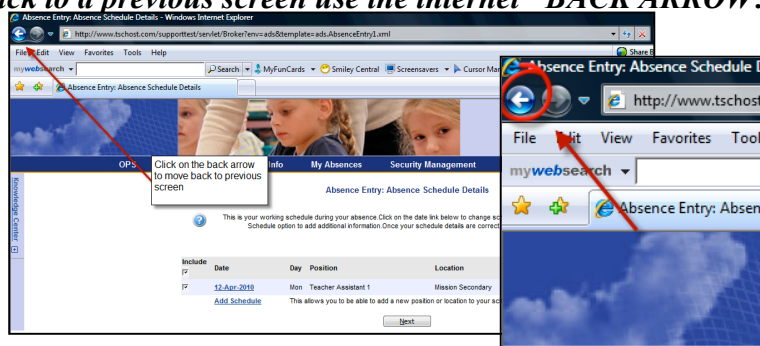 ck to a previous screen use the internet "BACK ARROW.
Absence Entry: Absence Schedule Details - Windows Internet Explorer
http://www.tschost.com/supporttest/servlet/Broker?env=ads&template=ads.AbsenceEntry1.xml
File Edit View Favorites Tools Help
Share B
mywebsearch
Search MyFunCards Smiley Central Screensavers Cursor Man
Absence Entry: Absence Schedule Details
OPS
Info My Absences Security Management
Click on the back arrow
to move back to previous
screen
Knowledge Center
Absence Entry: Absence Schedule Details
This is your working schedule during your absence.Click on the date link below to change sc
Schedule option to add additional information.Once your schedule details are correct
Include
Date Day Position Location
12-Apr-2010 Mon Teacher Assistant 1 Mission Secondary
Add Schedule This allows you to be able to add a new position or location to your sc
Next
Absence Entry: Absence Schedule D
http://www.tschost
File Edit View Favorites Tool
mywebsearch
Absence Entry: Absen